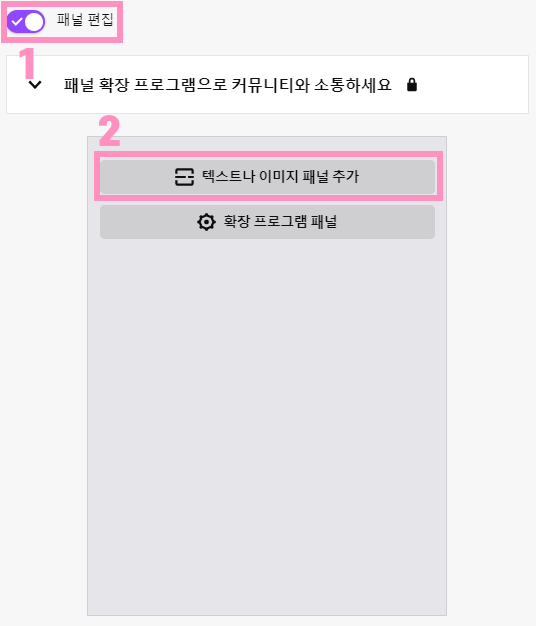 패널 편집
1
패널 확장 프로그램으로 커뮤니티와 소통하세요
2
텍스트나 이미지 패널 추가
확장 프로그램 패널